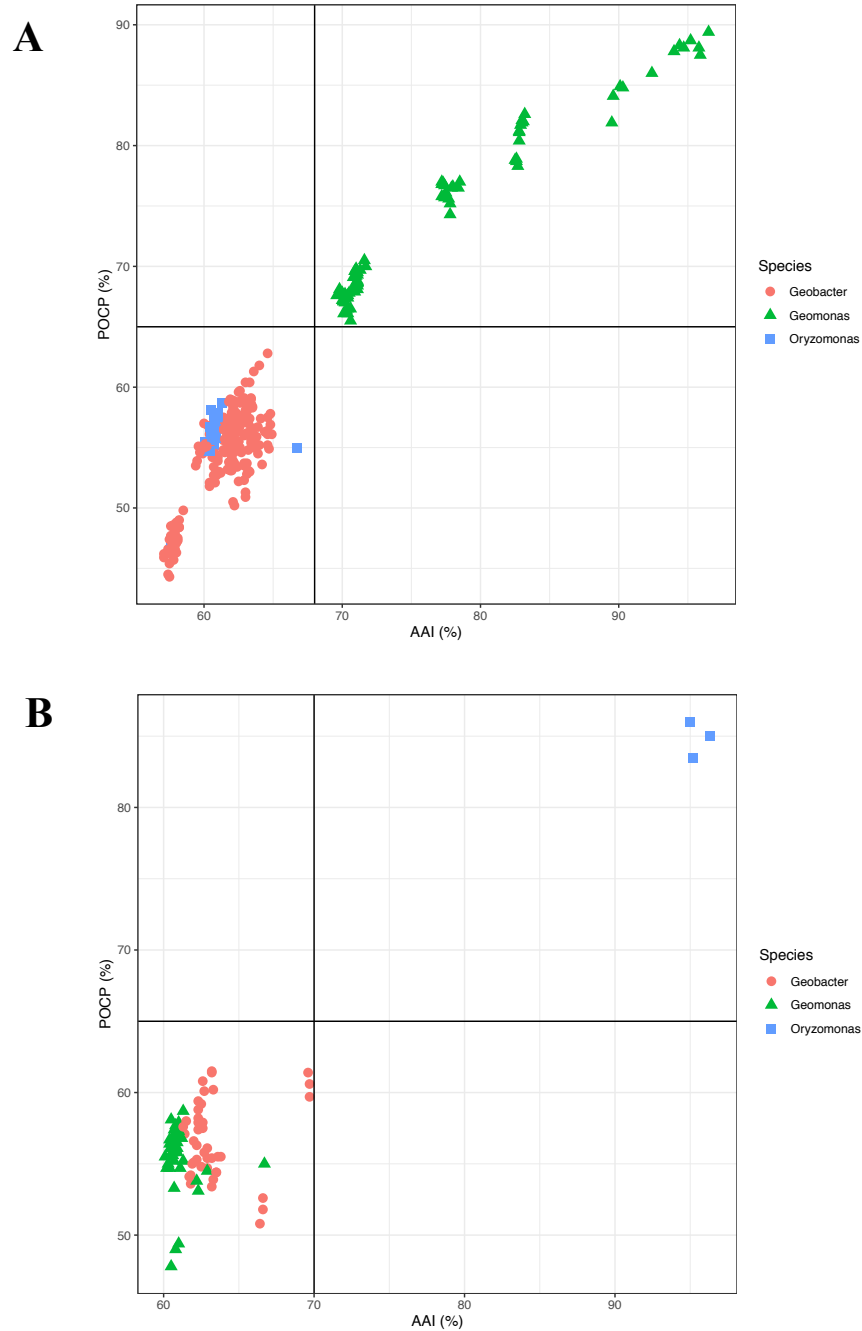 A
90
80
70
60
50
POCP (%)
60
70
80
90
AAI (%)
Species
Geobacter
Geomonas
Oryzomonas
B
80
70
60
50
POCP (%)
60
70
80
90
AAI (%)
Species
Geobacter
Geomonas
Oryzomonas